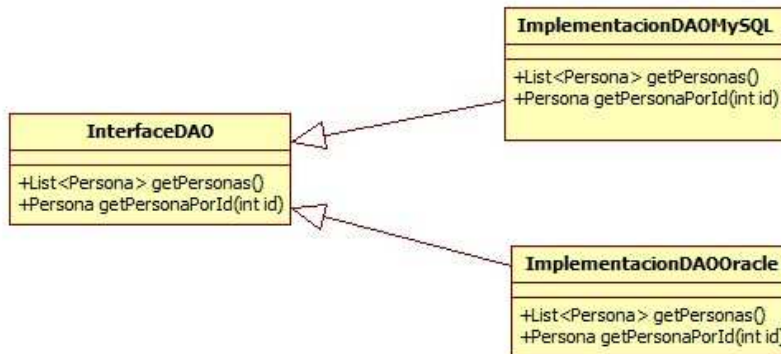 ImplementacionDAOMySQL
+List<Persona> getPersonas()
+Persona getPersonaPorId(int id)
InterfaceDAO
+List<Persona> getPersonas()
+Persona getPersonaPorId(int id)
ImplementacionDAOOracle
+List<Persona> getPersonas()
+Persona getPersonaPorId(int id)